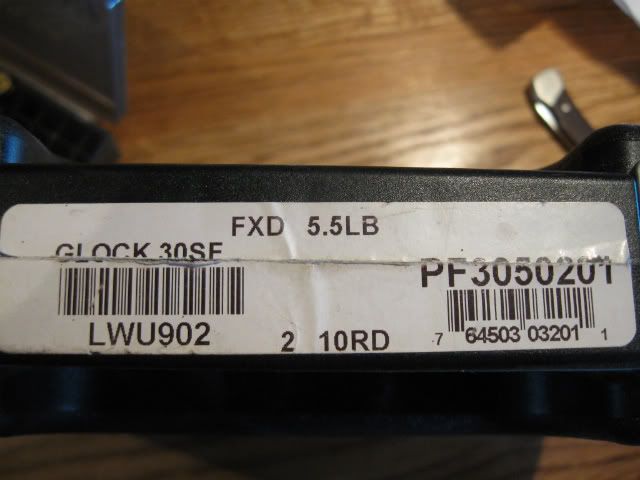 FXD 5.5LB
GLOCK 30SF
PF3050201
LWU902
2 10RD
7 64503 03201 1